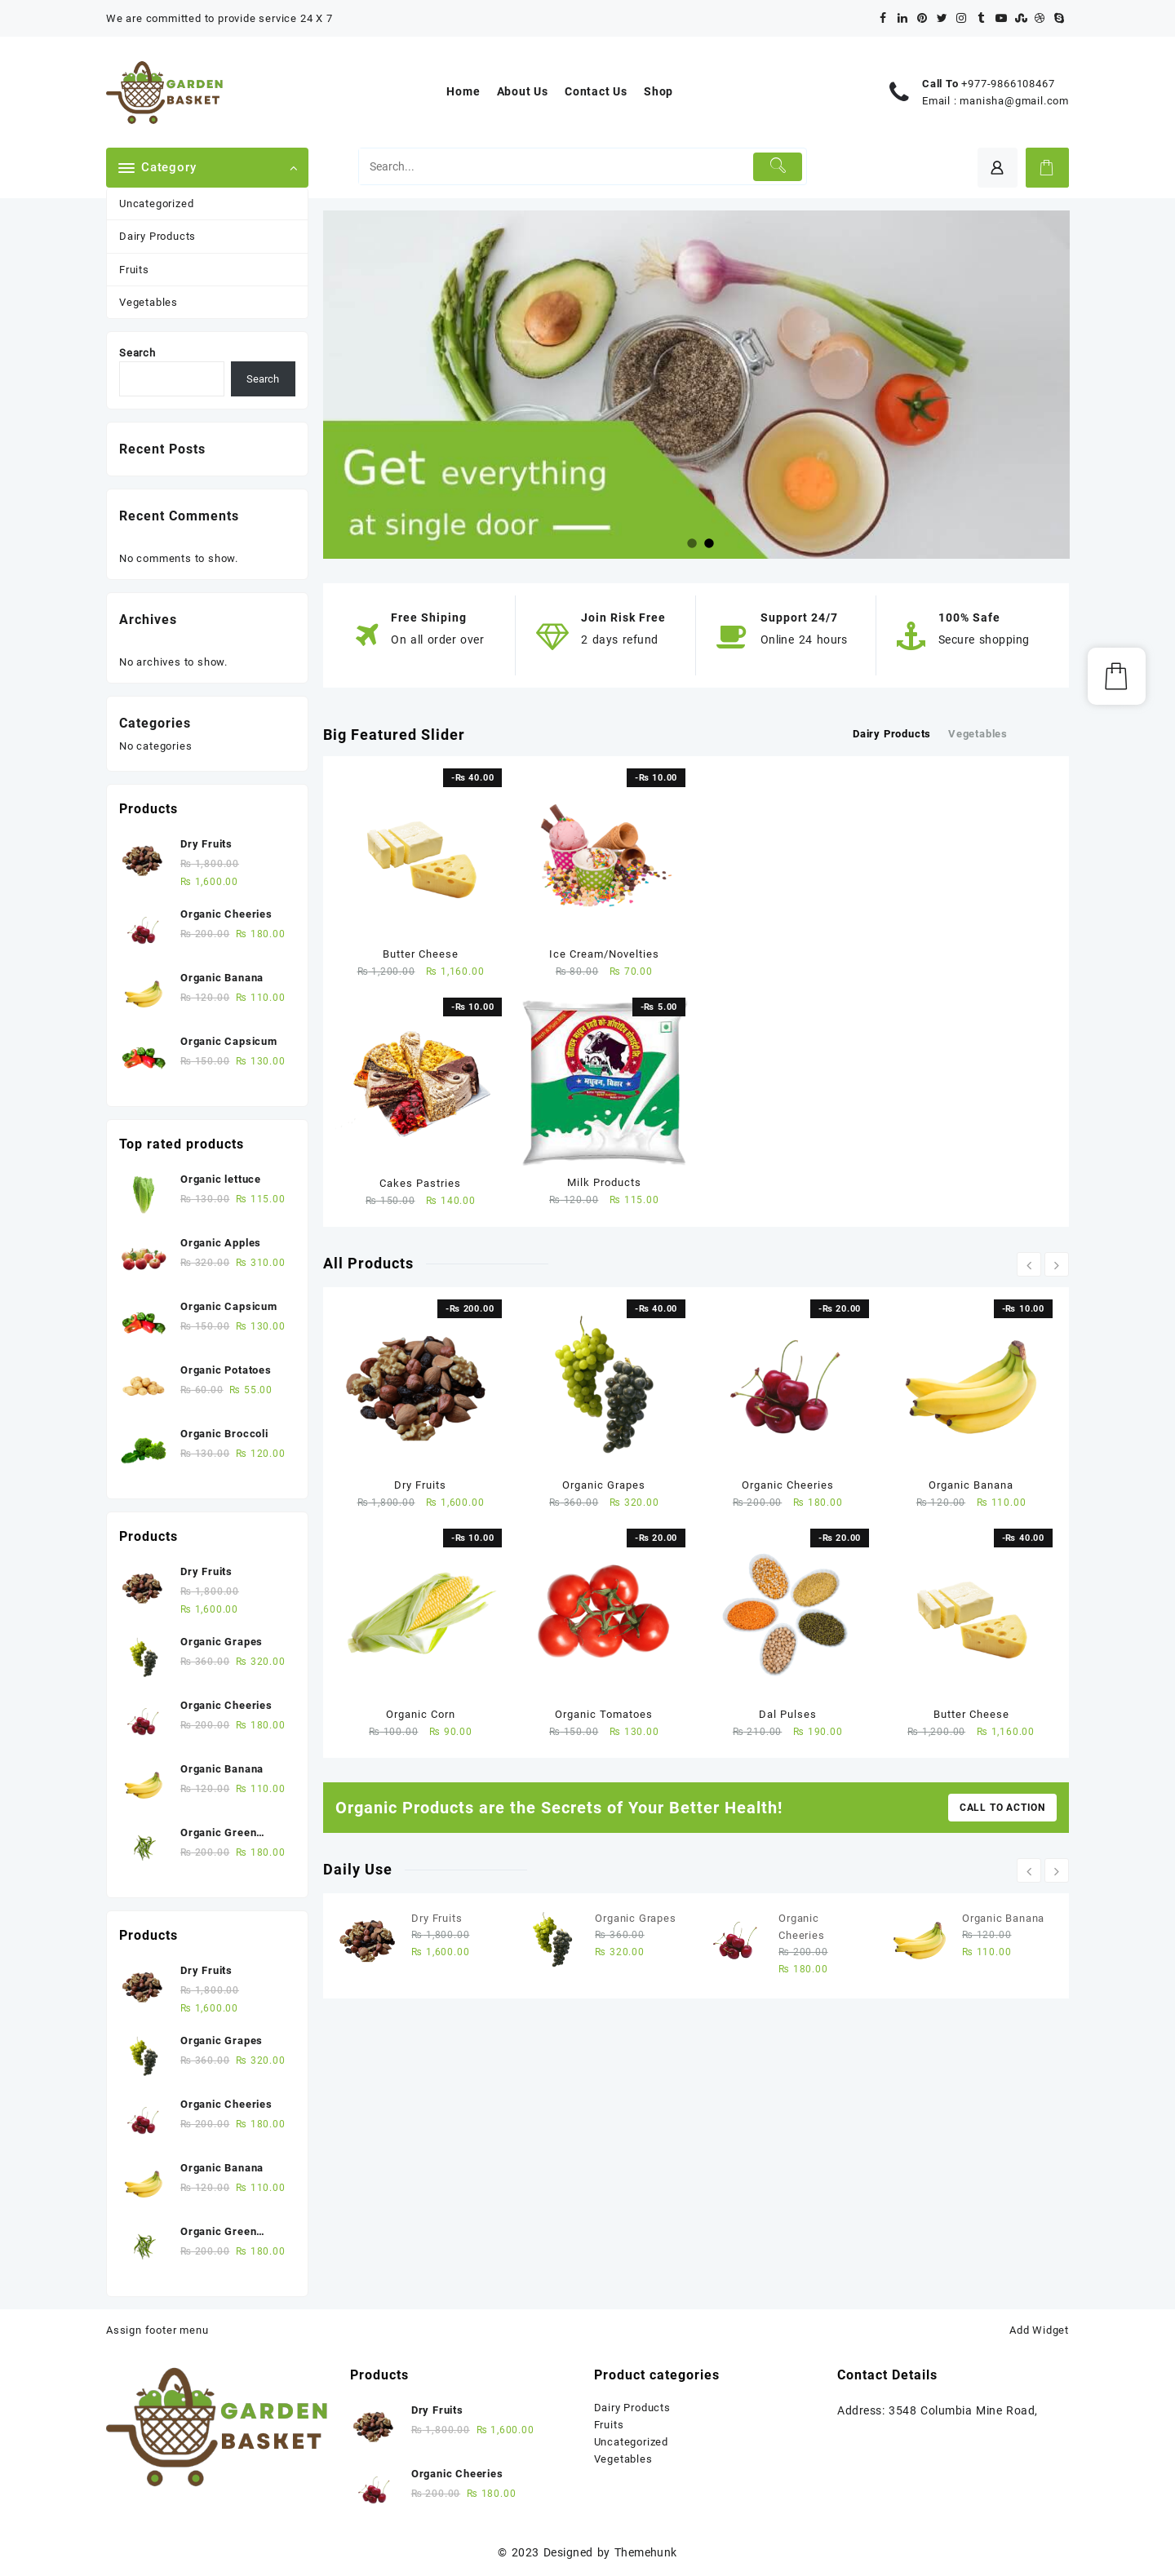 We are committed to provide service 24 X 7
GARDEN
BASKET
Home About Us Contact Us Shop
Call To +977-9866108467
Email : manisha@gmail.com
Category
Search...
Uncategorized
Dairy Products
Fruits
Vegetables
Search
Search
Recent Posts
Recent Comments
No comments to show.
Archives
No archives to show.
Categories
No categories
Products
Dry Fruits
₨ 1,800.00
₨ 1,600.00
Organic Cheeries
₨ 200.00 ₨ 180.00
Organic Banana
₨ 120.00 ₨ 110.00
Organic Capsicum
₨ 150.00 ₨ 130.00
Top rated products
Organic lettuce
₨ 130.00 ₨ 115.00
Organic Apples
₨ 320.00 ₨ 310.00
Organic Capsicum
₨ 150.00 ₨ 130.00
Organic Potatoes
₨ 60.00 ₨ 55.00
Organic Broccoli
₨ 130.00 ₨ 120.00
Products
Dry Fruits
₨ 1,800.00
₨ 1,600.00
Organic Grapes
₨ 360.00 ₨ 320.00
Organic Cheeries
₨ 200.00 ₨ 180.00
Organic Banana
₨ 120.00 ₨ 110.00
Organic Green...
₨ 200.00 ₨ 180.00
Products
Dry Fruits
₨ 1,800.00
₨ 1,600.00
Organic Grapes
₨ 360.00 ₨ 320.00
Organic Cheeries
₨ 200.00 ₨ 180.00
Organic Banana
₨ 120.00 ₨ 110.00
Organic Green...
₨ 200.00 ₨ 180.00
Get everything
at single door
Free Shiping
On all order over
Join Risk Free
2 days refund
Support 24/7
Online 24 hours
100% Safe
Secure shopping
Big Featured Slider
Dairy Products Vegetables
-₨ 40.00 -₨ 10.00
Butter Cheese Ice Cream/Novelties
₨ 1,200.00 ₨ 1,160.00 ₨ 80.00 ₨ 70.00
-₨ 10.00 -₨ 5.00
मधुबन, बिहार
Cakes Pastries Milk Products
₨ 150.00 ₨ 140.00 ₨ 120.00 ₨ 115.00
All Products
-₨ 200.00 -₨ 40.00 -₨ 20.00 -₨ 10.00
Dry Fruits Organic Grapes Organic Cheeries Organic Banana
₨ 1,800.00 ₨ 1,600.00 ₨ 360.00 ₨ 320.00 ₨ 200.00 ₨ 180.00 ₨ 120.00 ₨ 110.00
-₨ 10.00 -₨ 20.00 -₨ 20.00 -₨ 40.00
Organic Corn Organic Tomatoes Dal Pulses Butter Cheese
₨ 100.00 ₨ 90.00 ₨ 150.00 ₨ 130.00 ₨ 210.00 ₨ 190.00 ₨ 1,200.00 ₨ 1,160.00
Organic Products are the Secrets of Your Better Health!
CALL TO ACTION
Daily Use
Dry Fruits
₨ 1,800.00
₨ 1,600.00
Organic Grapes
₨ 360.00
₨ 320.00
Organic
Cheeries
₨ 200.00
₨ 180.00
Organic Banana
₨ 120.00
₨ 110.00
Assign footer menu
Add Widget
GARDEN
BASKET
Products
Dry Fruits
₨ 1,800.00 ₨ 1,600.00
Organic Cheeries
₨ 200.00 ₨ 180.00
Product categories
Dairy Products
Fruits
Uncategorized
Vegetables
Contact Details
Address: 3548 Columbia Mine Road,
© 2023 Designed by Themehunk